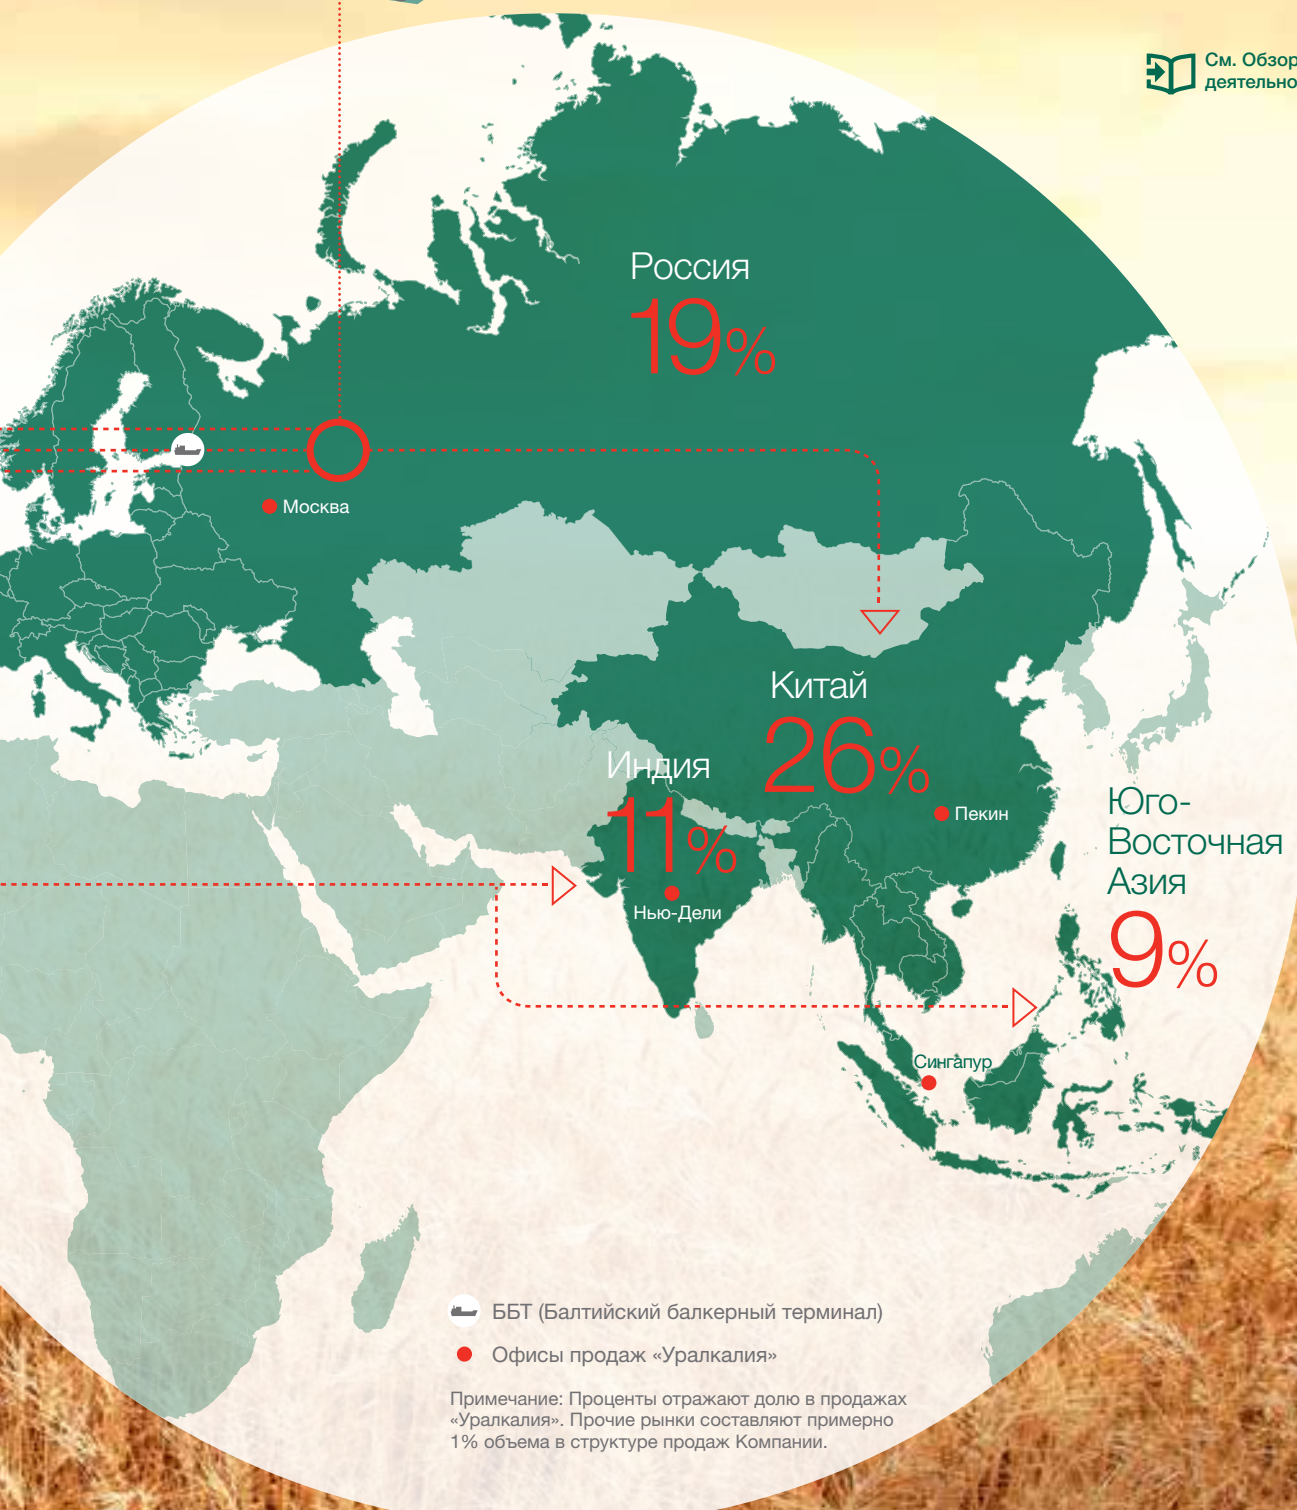 См. Обзор
деятельно
Россия
19%
Москва
Китай
26%
Индия
11%
Пекин
Юго-
Восточная
Азия
9%
Нью-Дели
Сингапур
ББТ (Балтийский балкерный терминал)
Офисы продаж «Уралкалия»
Примечание: Проценты отражают долю в продажах
«Уралкалия». Прочие рынки составляют примерно
1% объема в структуре продаж Компании.